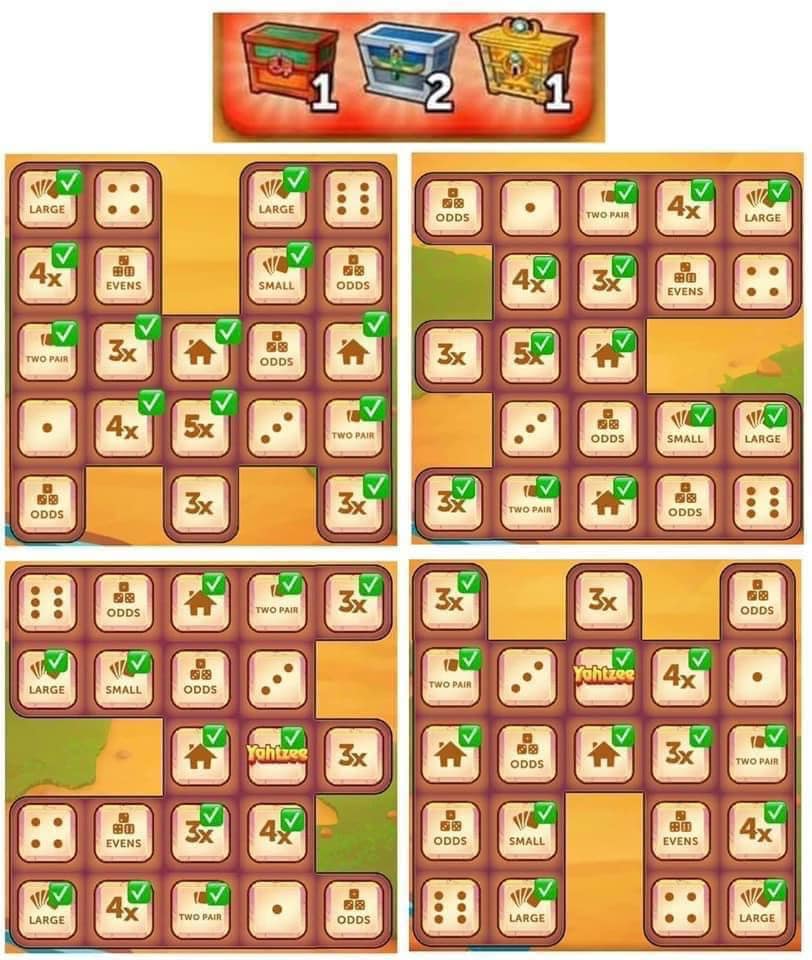 1 2 1
LARGE LARGE
4x EVENS SMALL ODDS
TWO PAIR 3x ODDS
4x 5x TWO PAIR
ODDS 3x 3x
ODDS TWO PAIR 4x LARGE
4x 3x EVENS
3x 5x
ODDS SMALL LARGE
3x TWO PAIR ODDS
ODDS TWO PAIR 3x
LARGE SMALL ODDS
Yahtzee 3x
EVENS 3x 4x
LARGE 4x TWO PAIR ODDS
3x 3x ODDS
TWO PAIR Yahtzee 4x
ODDS 3x TWO PAIR
ODDS SMALL EVENS 4x
LARGE LARGE